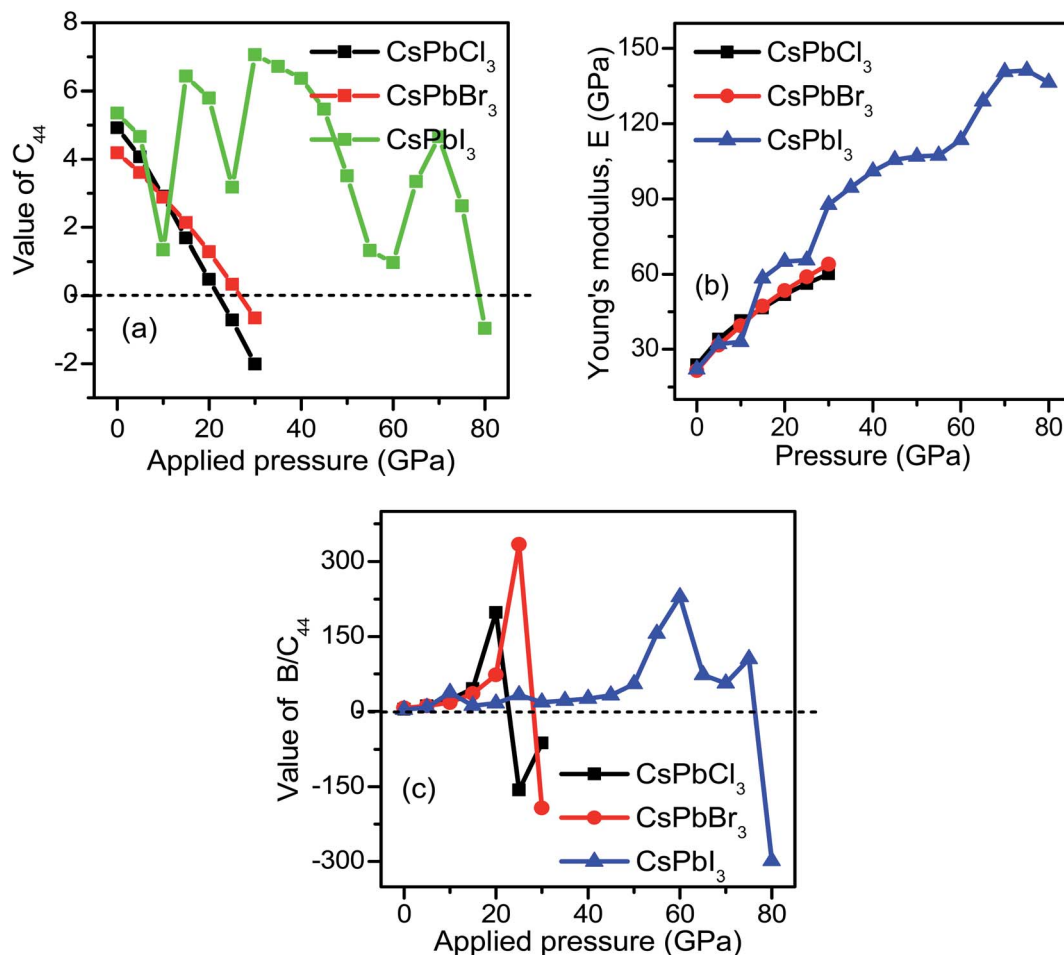 8
6
4
2
0
-2
Value of C44
CsPbCl3
CsPbBr3
CsPbI3
(a)
0 20 40 60 80
Applied pressure (GPa)
150
120
90
60
30
Young's modulus, E (GPa)
CsPbCl3
CsPbBr3
CsPbI3
(b)
0 20 40 60 80
Pressure (GPa)
300
150
0
-150
-300
Value of B/C44
(c)
CsPbCl3
CsPbBr3
CsPbI3
0 20 40 60 80
Applied pressure (GPa)